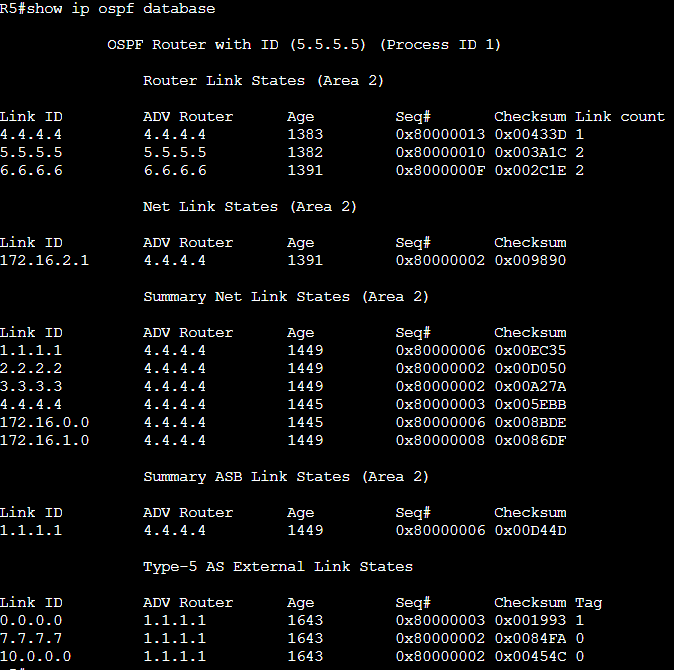 R5#show ip ospf database
OSPF Router with ID (5.5.5.5) (Process ID 1)
Router Link States (Area 2)
Link ID ADV Router Age Seq# Checksum Link count
4.4.4.4 4.4.4.4 1383 0x80000013 0x00433D 1
5.5.5.5 5.5.5.5 1382 0x80000010 0x003A1C 2
6.6.6.6 6.6.6.6 1391 0x8000000F 0x002C1E 2
Net Link States (Area 2)
Link ID ADV Router Age Seq# Checksum
172.16.2.1 4.4.4.4 1391 0x80000002 0x009890
Summary Net Link States (Area 2)
Link ID ADV Router Age Seq# Checksum
1.1.1.1 4.4.4.4 1449 0x80000006 0x00EC35
2.2.2.2 4.4.4.4 1449 0x80000002 0x00D050
3.3.3.3 4.4.4.4 1449 0x80000002 0x00A27A
4.4.4.4 4.4.4.4 1445 0x80000003 0x005EBB
172.16.0.0 4.4.4.4 1445 0x80000006 0x008BDE
172.16.1.0 4.4.4.4 1449 0x80000008 0x0086DF
Summary ASB Link States (Area 2)
Link ID ADV Router Age Seq# Checksum
1.1.1.1 4.4.4.4 1449 0x80000006 0x00D44D
Type-5 AS External Link States
Link ID ADV Router Age Seq# Checksum Tag
0.0.0.0 1.1.1.1 1643 0x80000003 0x001993 1
7.7.7.7 1.1.1.1 1643 0x80000002 0x0084FA 0
10.0.0.0 1.1.1.1 1643 0x80000002 0x00454C 0